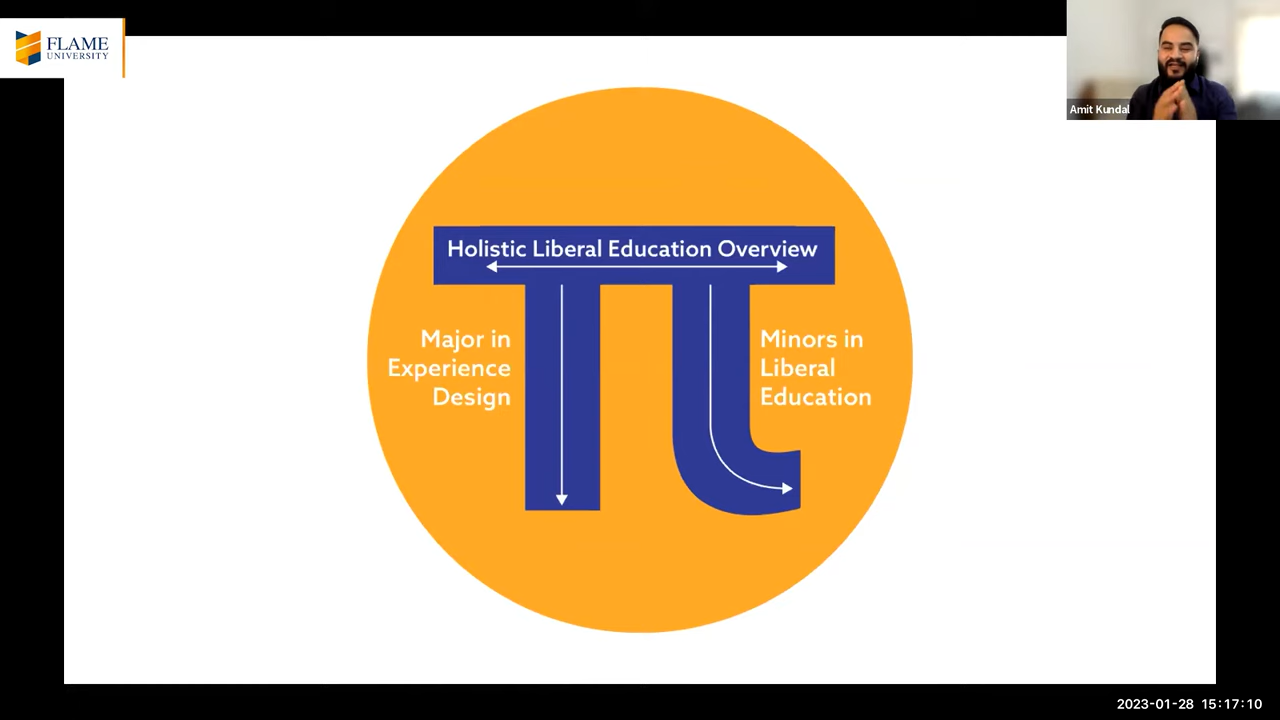 FLAME
UNIVERSITY
Amit Kundal
Holistic Liberal Education Overview
Major in
Experience
Design
Minors in
Liberal
Education
2023-01-28 15:17:10